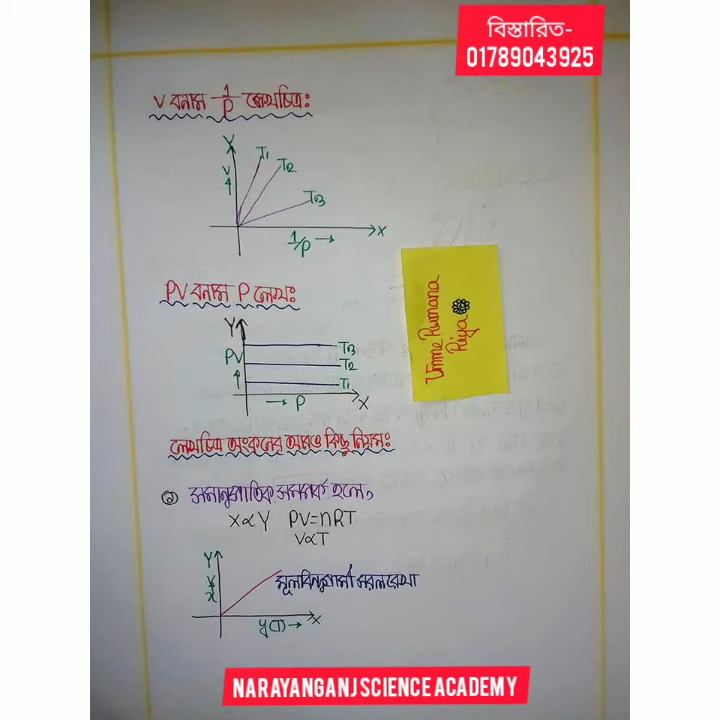 বিস্তারিত-
01789043925
V বনাম 1/P লেখচিত্রঃ
Y
T1
T2
V
T3
X
1/P →
PV বনাম P লেখঃ
Y
T3
PV
T2
T1
→ P
X
Umme Rumana
Riya
লেখচিত্র অংকনের আরও কিছু নিয়মঃ
সমানুপাতিক সম্পর্ক হলে,
X∝Y PV=nRT
V∝T
Y
মূলবিন্দুগামী সরলরেখা
X
NARAYANGANJ SCIENCE ACADEMY